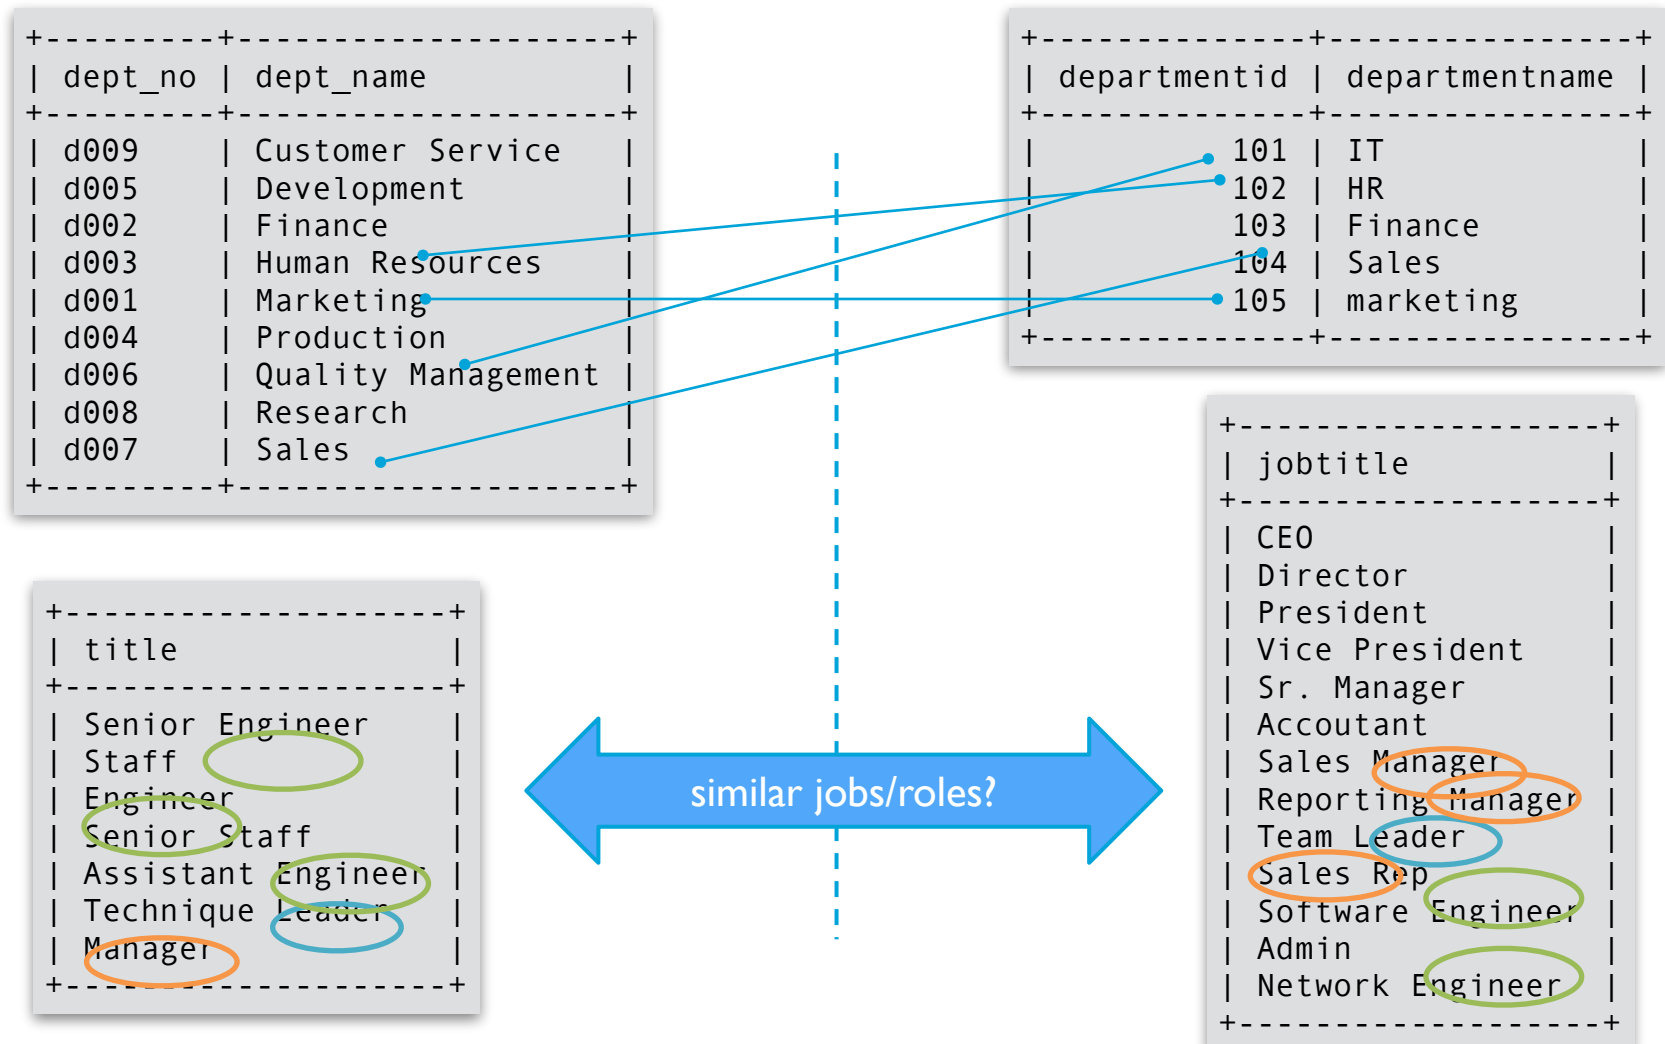 +---------+--------------------+
| dept_no | dept_name          |
+---------+--------------------+
| d009    | Customer Service   |
| d005    | Development        |
| d002    | Finance            |
| d003    | Human Resources    |
| d001    | Marketing          |
| d004    | Production         |
| d006    | Quality Management |
| d008    | Research           |
| d007    | Sales              |
+---------+--------------------+
+--------------+----------------+
| departmentid | departmentname |
+--------------+----------------+
|          101 | IT             |
|          102 | HR             |
|          103 | Finance        |
|          104 | Sales          |
|          105 | marketing      |
+--------------+----------------+
+--------------------+
| title              |
+--------------------+
| Senior Engineer    |
| Staff              |
| Engineer           |
| Senior Staff       |
| Assistant Engineer |
| Technique Leader   |
| Manager            |
+--------------------+
similar jobs/roles?
+-------------------+
| jobtitle          |
+-------------------+
| CEO               |
| Director          |
| President         |
| Vice President    |
| Sr. Manager       |
| Accoutant         |
| Sales Manager     |
| Reporting Manager |
| Team Leader       |
| Sales Rep         |
| Software Engineer |
| Admin             |
| Network Engineer  |
+-------------------+